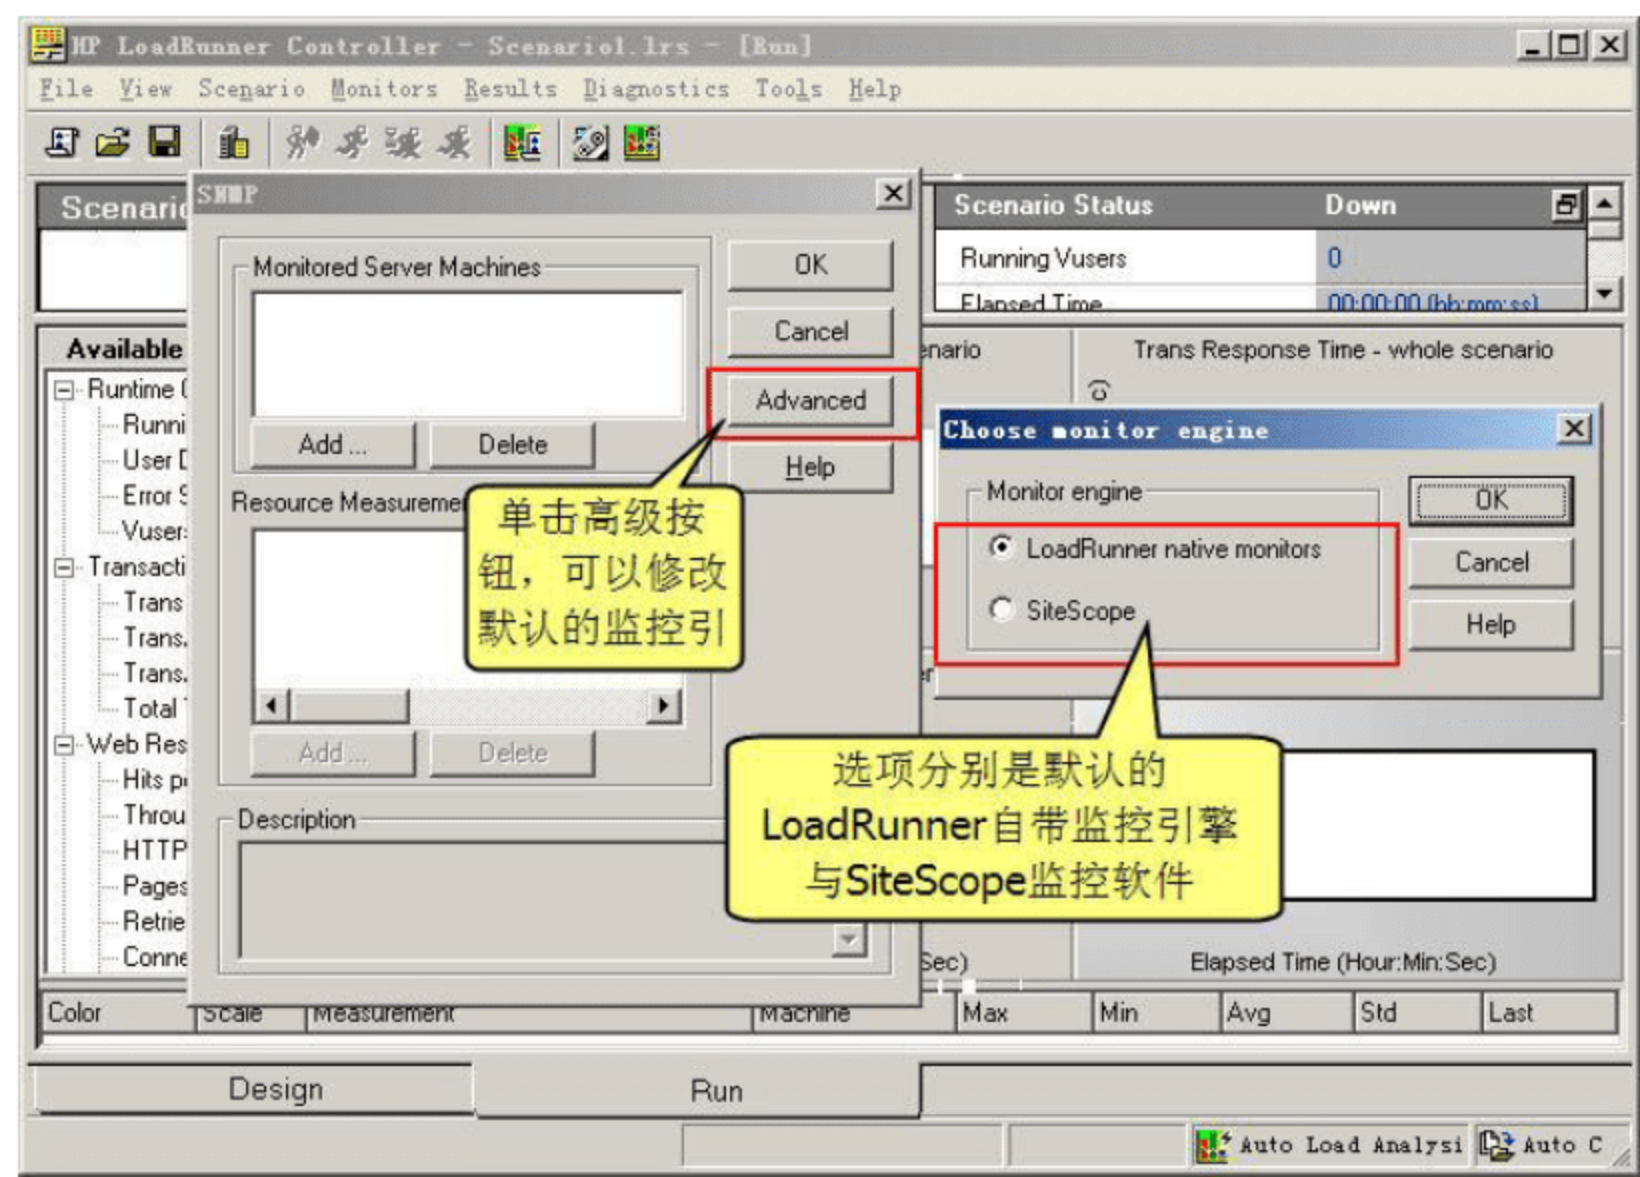 HP LoadRunner Controller - Scenario1.lrs - [Run]
File View Scenario Monitors Results Diagnostics Tools Help
Scenario
SNMP
Monitored Server Machines
Add ...
Delete
OK
Cancel
Advanced
Help
单击高级按
钮，可以修改
默认的监控引
Add ...
Delete
Description
Scenario Status Down
Running Vusers 0
Elapsed Time 00:00:00 (hh:mm:ss)
Available
Runtime
User
Error
Trans
Trans.
Trans.
Total
Web
Hits
HTTP
Pages
Trans Response Time - whole scenario
Choose monitor engine
Monitor engine
LoadRunner native monitors
SiteScope
OK
Cancel
Help
选项分别是默认的
LoadRunner自带监控引擎
与SiteScope监控软件
Sec)
Elapsed Time (Hour:Min:Sec)
Color Scale Measurement Machine Max Min Avg Std Last
Design
Run
Auto Load Analysi
Auto C